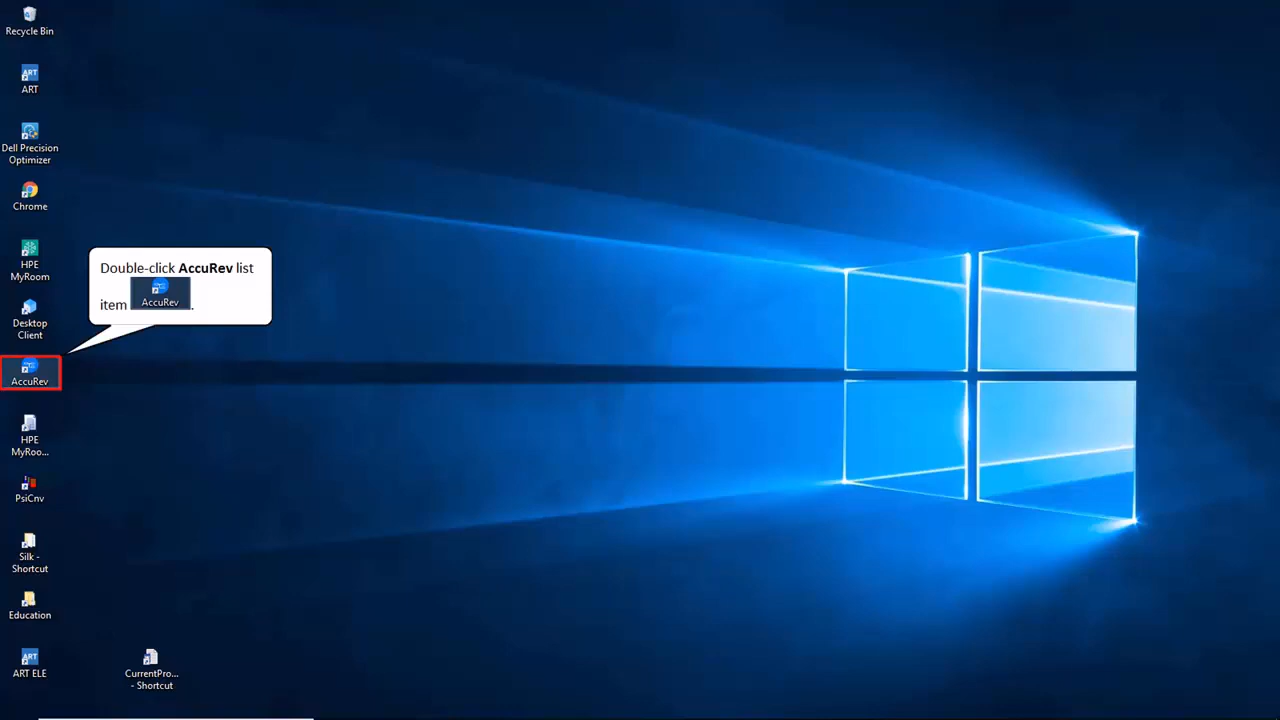 Recycle Bin
ART
ART
Dell Precision
Optimizer
Chrome
HPE
MyRoom
Double-click AccuRev list
item AccuRev .
Desktop
Client
AccuRev
HPE
MyRoo...
PsiCnv
Silk -
Shortcut
Education
ART
ART ELE
CurrentPro...
- Shortcut